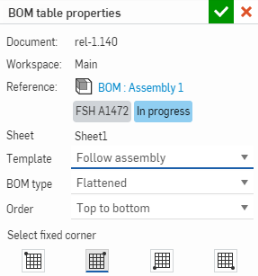 BOM table properties
Document: rel-1.140
Workspace: Main
Reference: BOM : Assembly 1
FSH A1472 In progress
Sheet Sheet1
Template Follow assembly
BOM type Flattened
Order Top to bottom
Select fixed corner